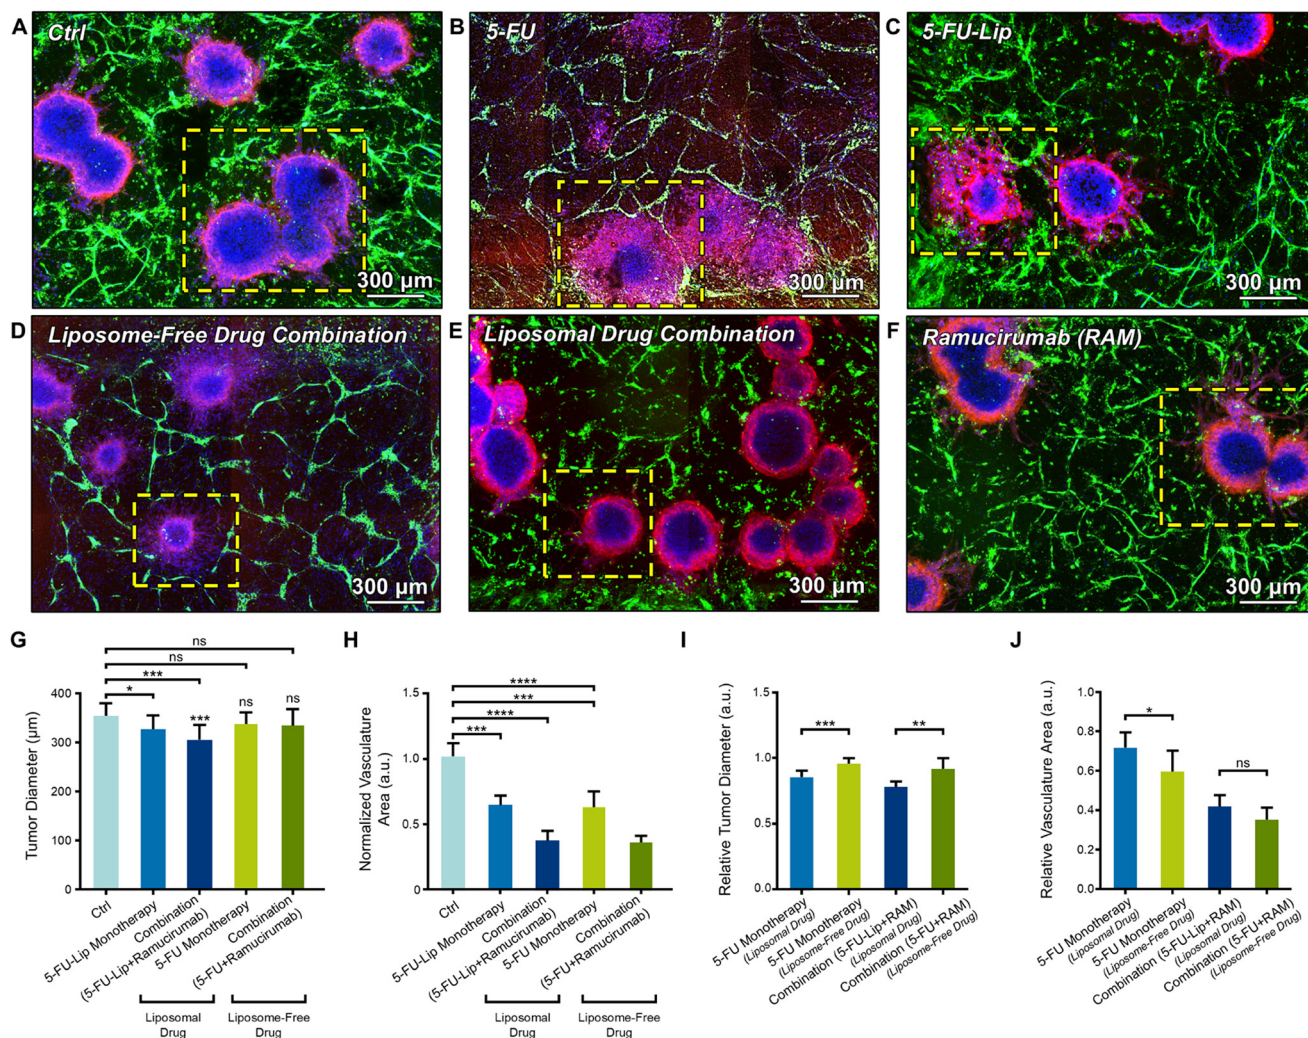 A Ctrl
300 µm
B 5-FU
300 µm
C 5-FU-Lip
300 µm
D Liposome-Free Drug Combination
300 µm
E Liposomal Drug Combination
300 µm
F Ramucirumab (RAM)
300 µm
G
ns
ns
***
*
***
ns
ns
Tumor Diameter (µm)
400
300
200
100
0
Ctrl
5-FU-Lip Monotherapy
Combination
(5-FU-Lip+Ramucirumab)
5-FU Monotherapy
Combination
(5-FU+Ramucirumab)
Liposomal
Drug
Liposome-Free
Drug
H
****
***
****
***
Normalized Vasculature
Area (a.u.)
1.5
1.0
0.5
0
Ctrl
5-FU-Lip Monotherapy
Combination
(5-FU-Lip+Ramucirumab)
5-FU Monotherapy
Combination
(5-FU+Ramucirumab)
Liposomal
Drug
Liposome-Free
Drug
I
***
**
Relative Tumor Diameter (a.u.)
1.5
1.0
0.5
0.0
5-FU Monotherapy
(Liposomal Drug)
5-FU Monotherapy
(Liposome-Free Drug)
Combination (5-FU-Lip+RAM)
(Liposomal Drug)
Combination (5-FU+RAM)
(Liposome-Free Drug)
J
*
ns
Relative Vasculature Area (a.u.)
1.0
0.8
0.6
0.4
0.2
0.0
5-FU Monotherapy
(Liposomal Drug)
5-FU Monotherapy
(Liposome-Free Drug)
Combination (5-FU-Lip+RAM)
(Liposomal Drug)
Combination (5-FU+RAM)
(Liposome-Free Drug)